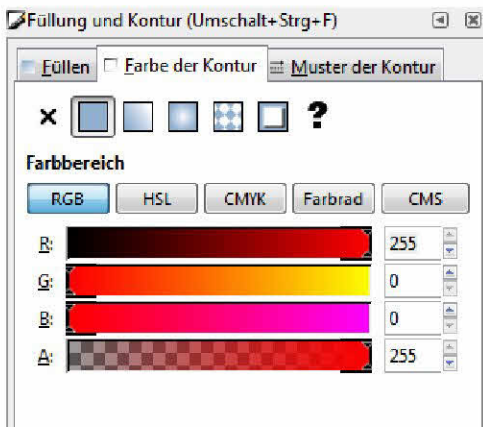 Füllung und Kontur (Umschalt+Strg+F)
Füllen Farbe der Kontur Muster der Kontur
?
Farbbereich
RGB HSL CMYK Farbrad CMS
R: 255
G: 0
B: 0
A: 255